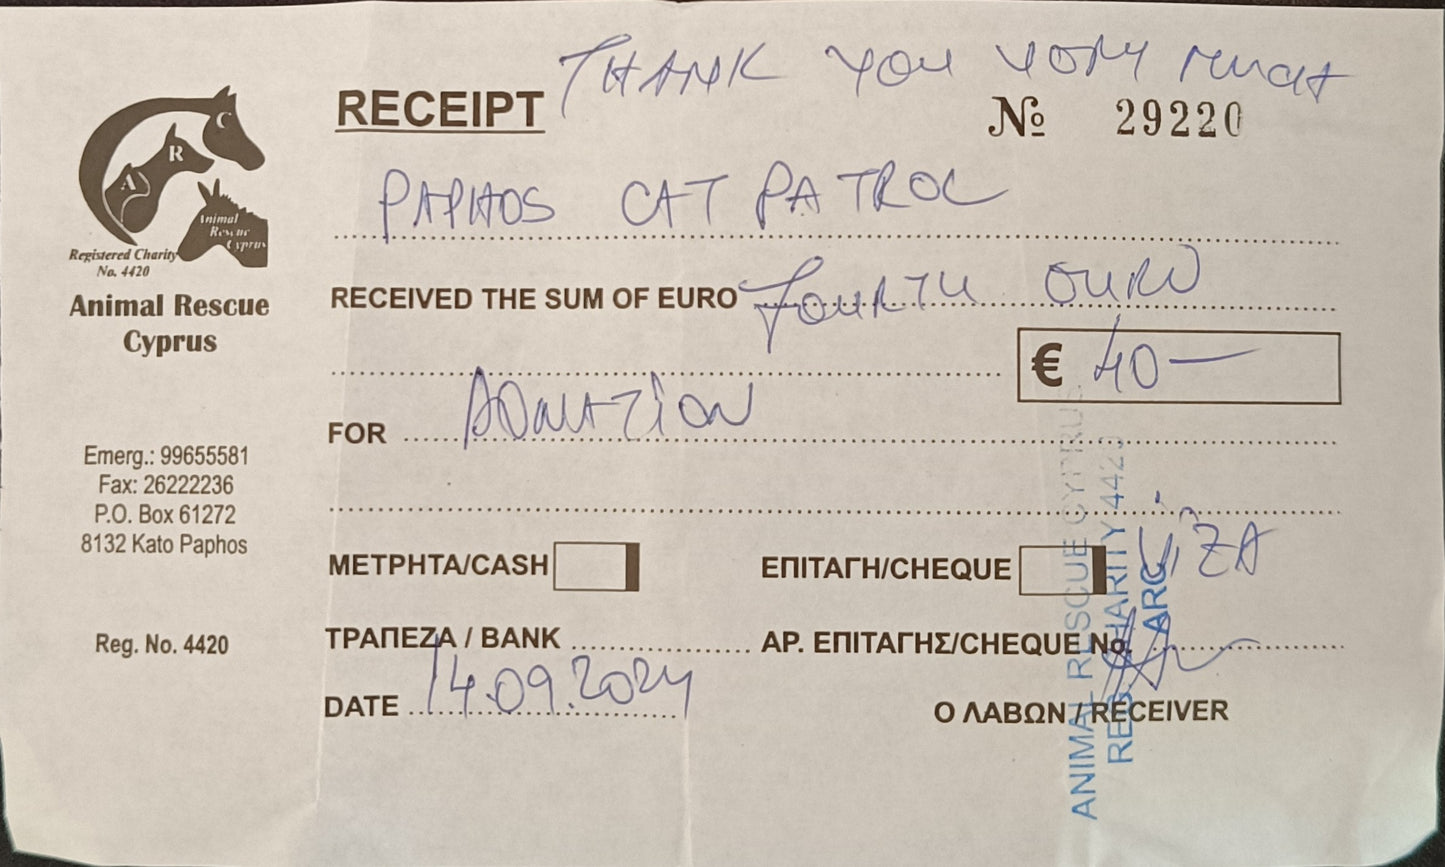 THANK YOU VERY MUCH
RECEIPT
№ 29220
C
R
A
Animal
Rescue
Cyprus
Registered Charity
No. 4420
Animal Rescue
Cyprus
PAPHOS CAT PATROL
RECEIVED THE SUM OF EURO FOURTY EURO
€ 40 —
FOR
Emerg.: 99655581
Fax: 26222236
P.O. Box 61272
8132 Kato Paphos
ΜΕΤΡΗΤΑ/CASH
ΕΠΙΤΑΓΗ/CHEQUE ViZA
Reg. No. 4420
ΤΡΑΠΕΖΑ / BANK
ΑΡ. ΕΠΙΤΑΓΗΣ/CHEQUE No.
DATE 14.09.2024
Ο ΛΑΒΩΝ / RECEIVER
ANIMAL RESCUE CYPRUS
REG CHARITY 4420
ARC